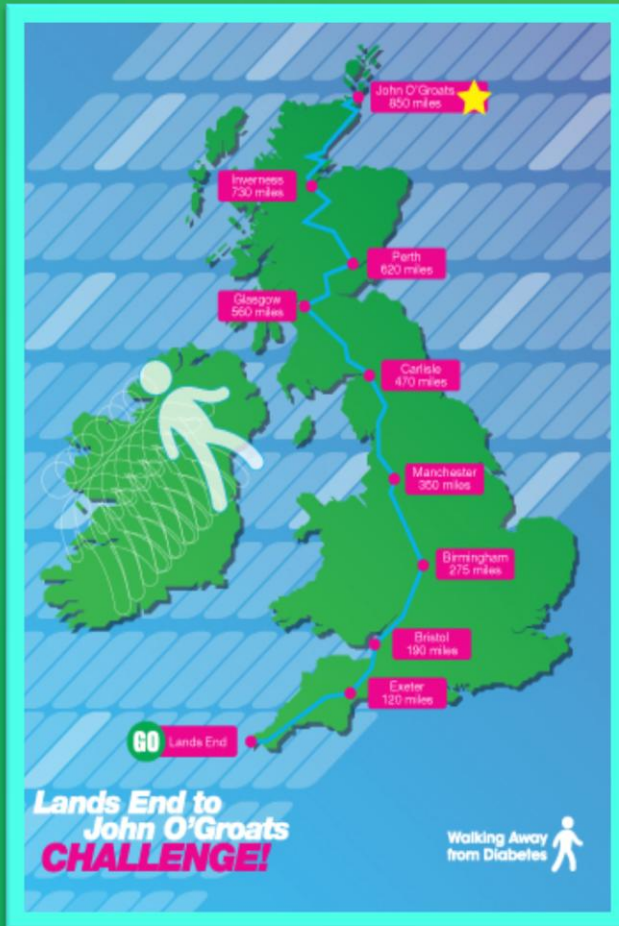 John O'Groats
850 miles
Inverness
730 miles
Perth
620 miles
Glasgow
560 miles
Carlisle
470 miles
Manchester
350 miles
Birmingham
275 miles
Bristol
190 miles
Exeter
120 miles
GO Lands End
Lands End to
John O'Groats
CHALLENGE!
Walking Away
from Diabetes